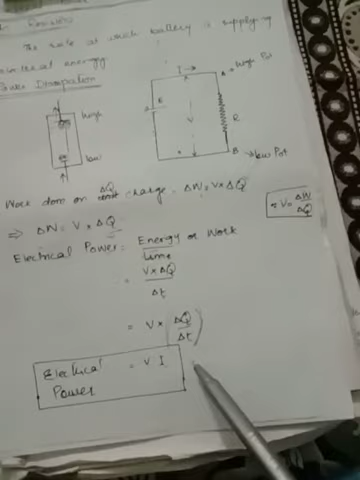 The rate at which battery is supplying
electrical energy
Power Dissipation
I →
A
High Pot
High
E
V
R
low
B
low Pot
Work done on ΔQ charge = ΔW = V × ΔQ
⇒ ΔW = V × ΔQ
∴ V = ΔW/ΔQ
Electrical Power = Energy or Work
Time
= V × ΔQ
Δt
= V × (ΔQ/Δt)
Electrical Power = V I